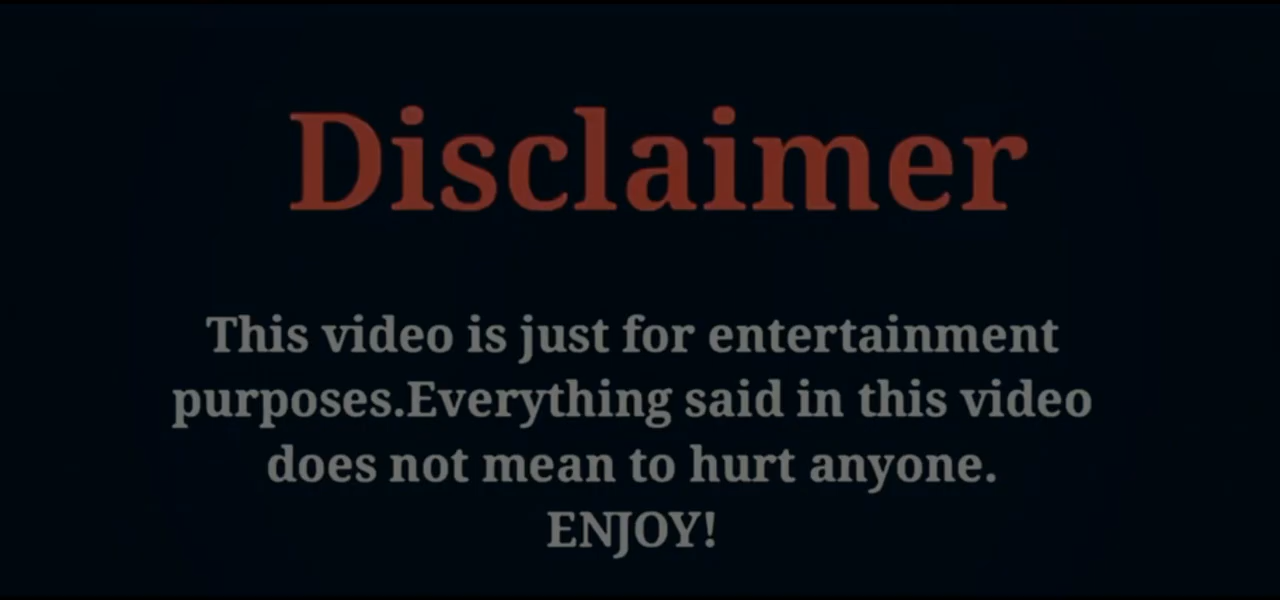 Disclaimer
This video is just for entertainment
purposes.Everything said in this video
does not mean to hurt anyone.
ENJOY!